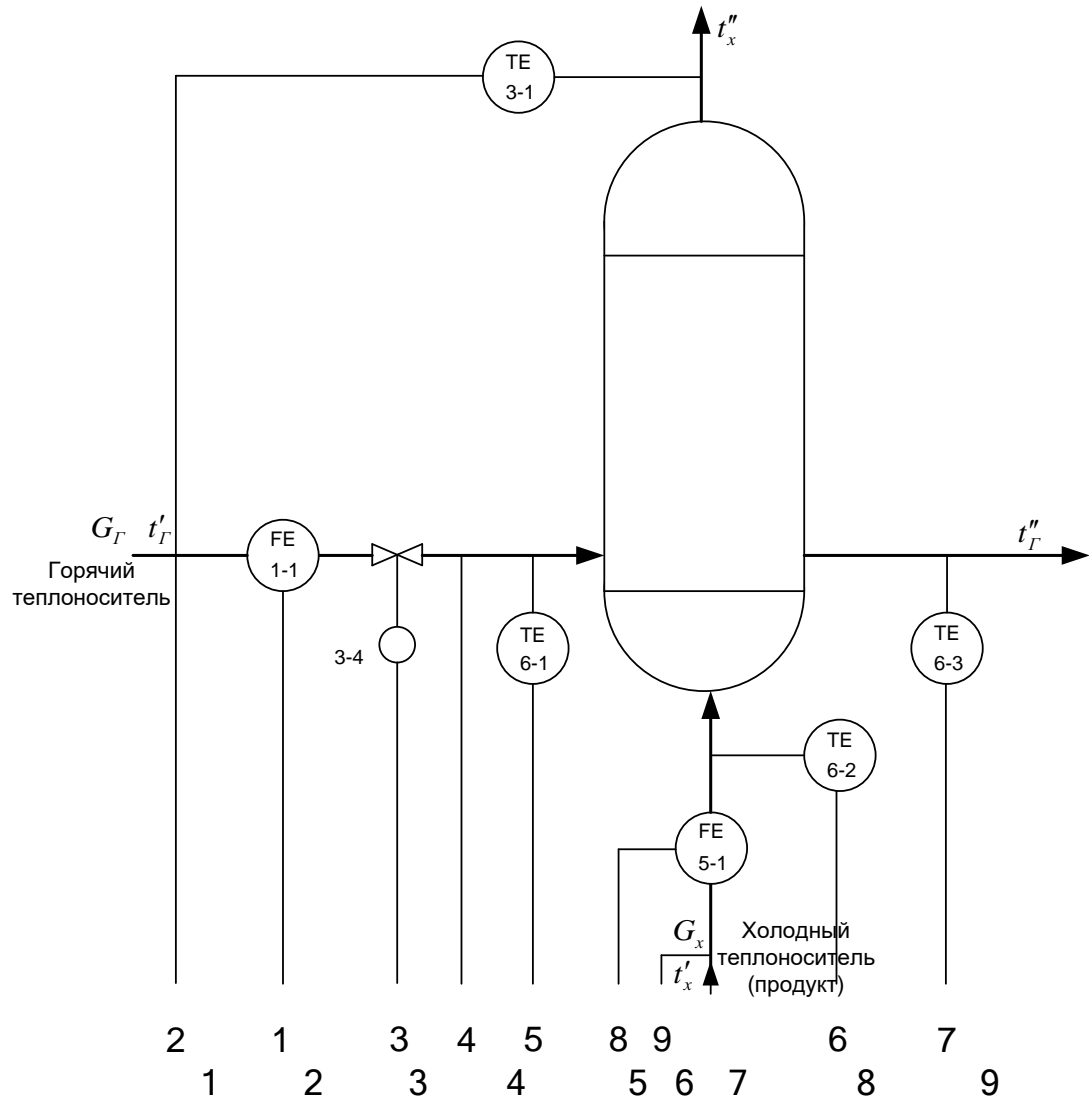 t″x
TE
3-1
GГ t′Г
t″Г
Горячий
теплоноситель
FE
1-1
3-4
TE
6-1
TE
6-3
TE
6-2
FE
5-1
Gx
t′x
Холодный
теплоноситель
(продукт)
2 1 3 4 5 8 9 6 7
1 2 3 4 5 6 7 8 9